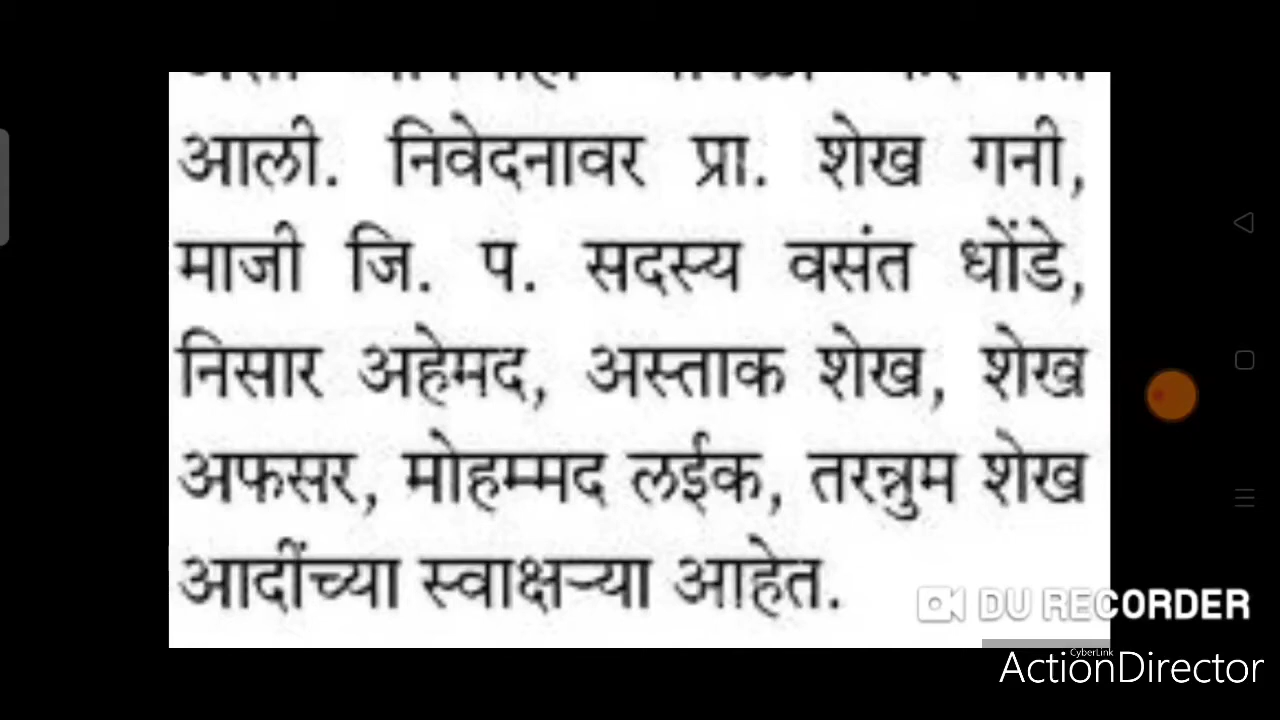 आली. निवेदनावर प्रा. शेख गनी,
माजी जि. प. सदस्य वसंत धोंडे,
निसार अहेमद, अस्ताक शेख, शेख
अफसर, मोहम्मद लईक, तरन्नुम शेख
आदींच्या स्वाक्षऱ्या आहेत.
DU RECORDER
CyberLink
ActionDirector